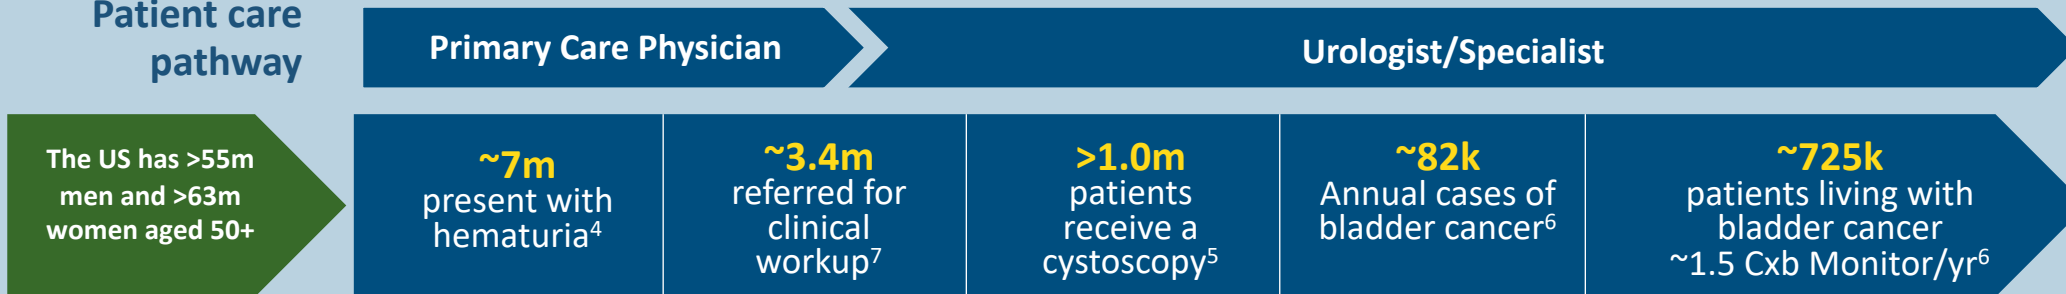 Patient care
pathway
Primary Care Physician
Urologist/Specialist
The US has >55m
men and >63m
women aged 50+
~7m
present with
hematuria⁴
~3.4m
referred for
clinical
workup⁷
>1.0m
patients
receive a
cystoscopy⁵
~82k
Annual cases of
bladder cancer⁶
~725k
patients living with
bladder cancer
~1.5 Cxb Monitor/yr⁶